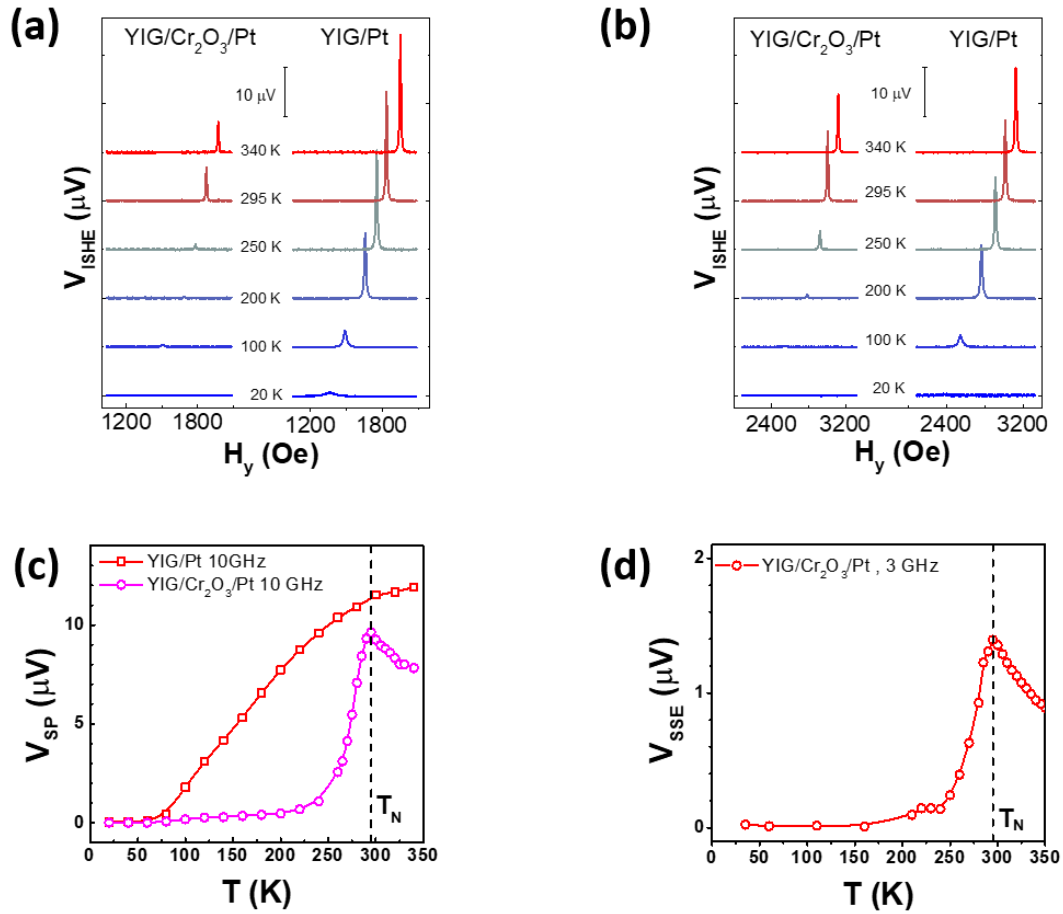 (a)
YIG/Cr2O3/Pt YIG/Pt
10 μV
340 K
295 K
250 K
200 K
100 K
20 K
VISHE (μV)
1200 1800 1200 1800
Hy (Oe)
(b)
YIG/Cr2O3/Pt YIG/Pt
10 μV
340 K
295 K
250 K
200 K
100 K
20 K
VISHE (μV)
2400 3200 2400 3200
Hy (Oe)
(c)
YIG/Pt 10GHz
YIG/Cr2O3/Pt 10 GHz
10
5
0
VSP (μV)
TN
0 50 100 150 200 250 300 350
T (K)
(d)
YIG/Cr2O3/Pt , 3 GHz
2
1
0
VSSE (μV)
TN
0 50 100 150 200 250 300 350
T (K)